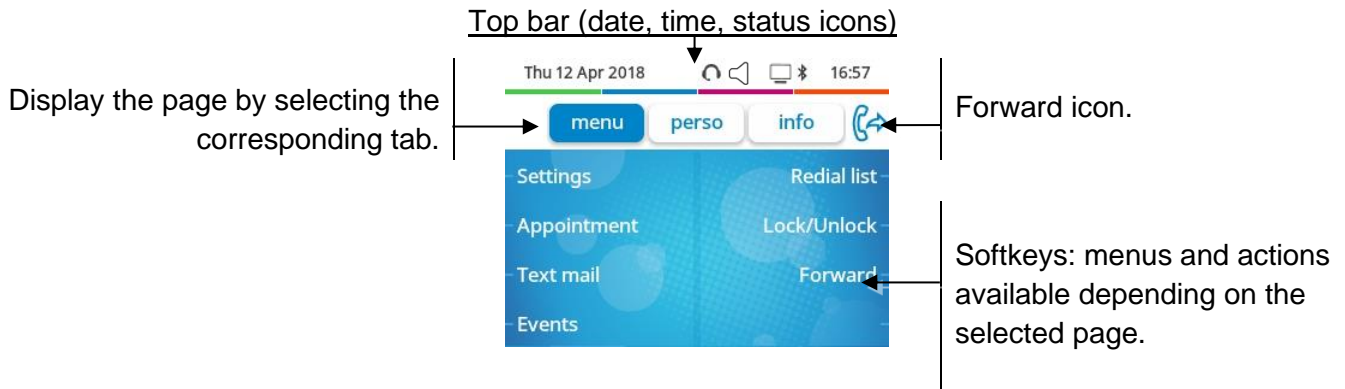 Top bar (date, time, status icons)
Thu 12 Apr 2018 16:57
Display the page by selecting the
corresponding tab.
menu perso info
Forward icon.
Settings Redial list
Appointment Lock/Unlock
Text mail Forward
Events
Softkeys: menus and actions
available depending on the
selected page.